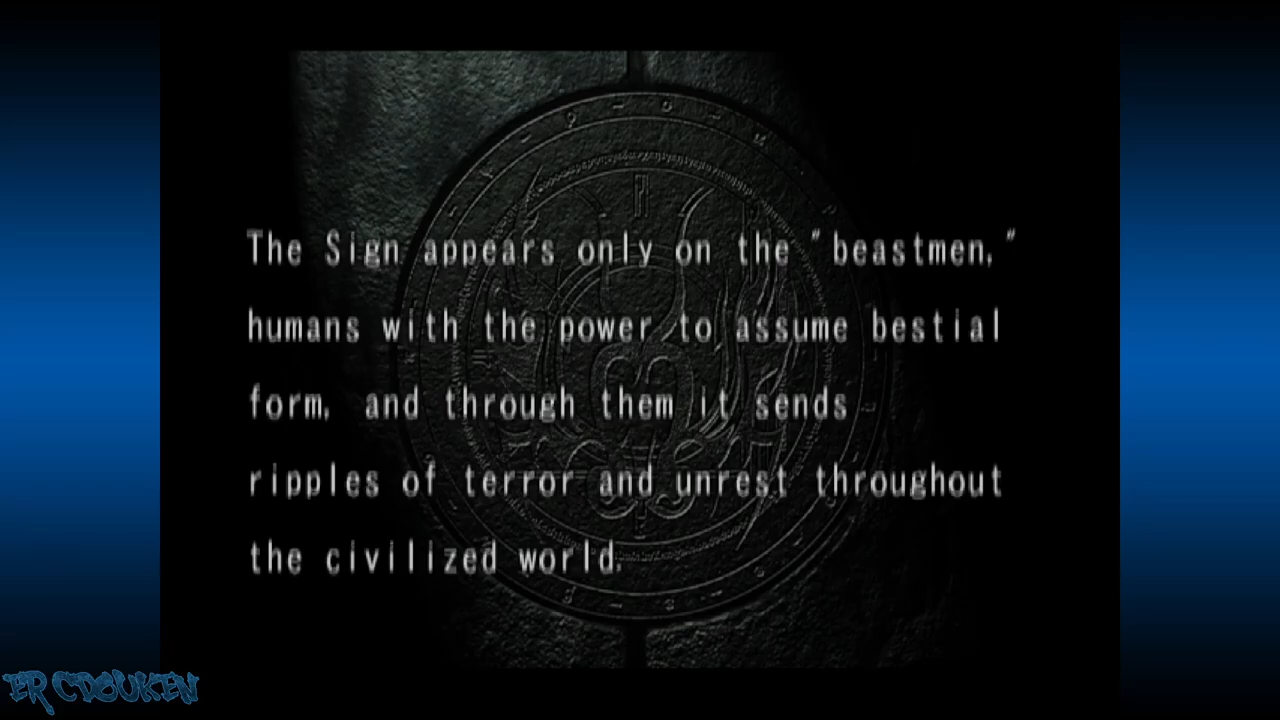 The Sign appears only on the "beastmen,"
humans with the power to assume bestial
form, and through them it sends
ripples of terror and unrest throughout
the civilized world.